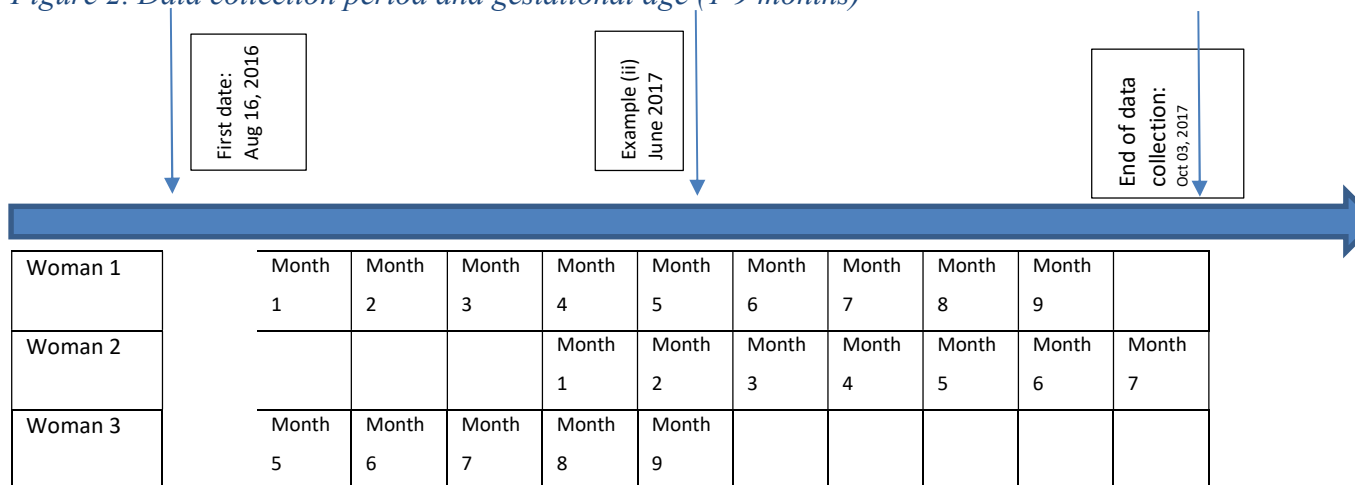 Figure 2: Data collection period and gestational age (1-9 months)
First date:
Aug 16, 2016
Example (ii)
June 2017
End of data
collection:
Oct 03, 2017
Woman 1 Month Month Month Month Month Month Month Month Month
1 2 3 4 5 6 7 8 9
Woman 2 Month Month Month Month Month Month Month
1 2 3 4 5 6 7
Woman 3 Month Month Month Month Month
5 6 7 8 9